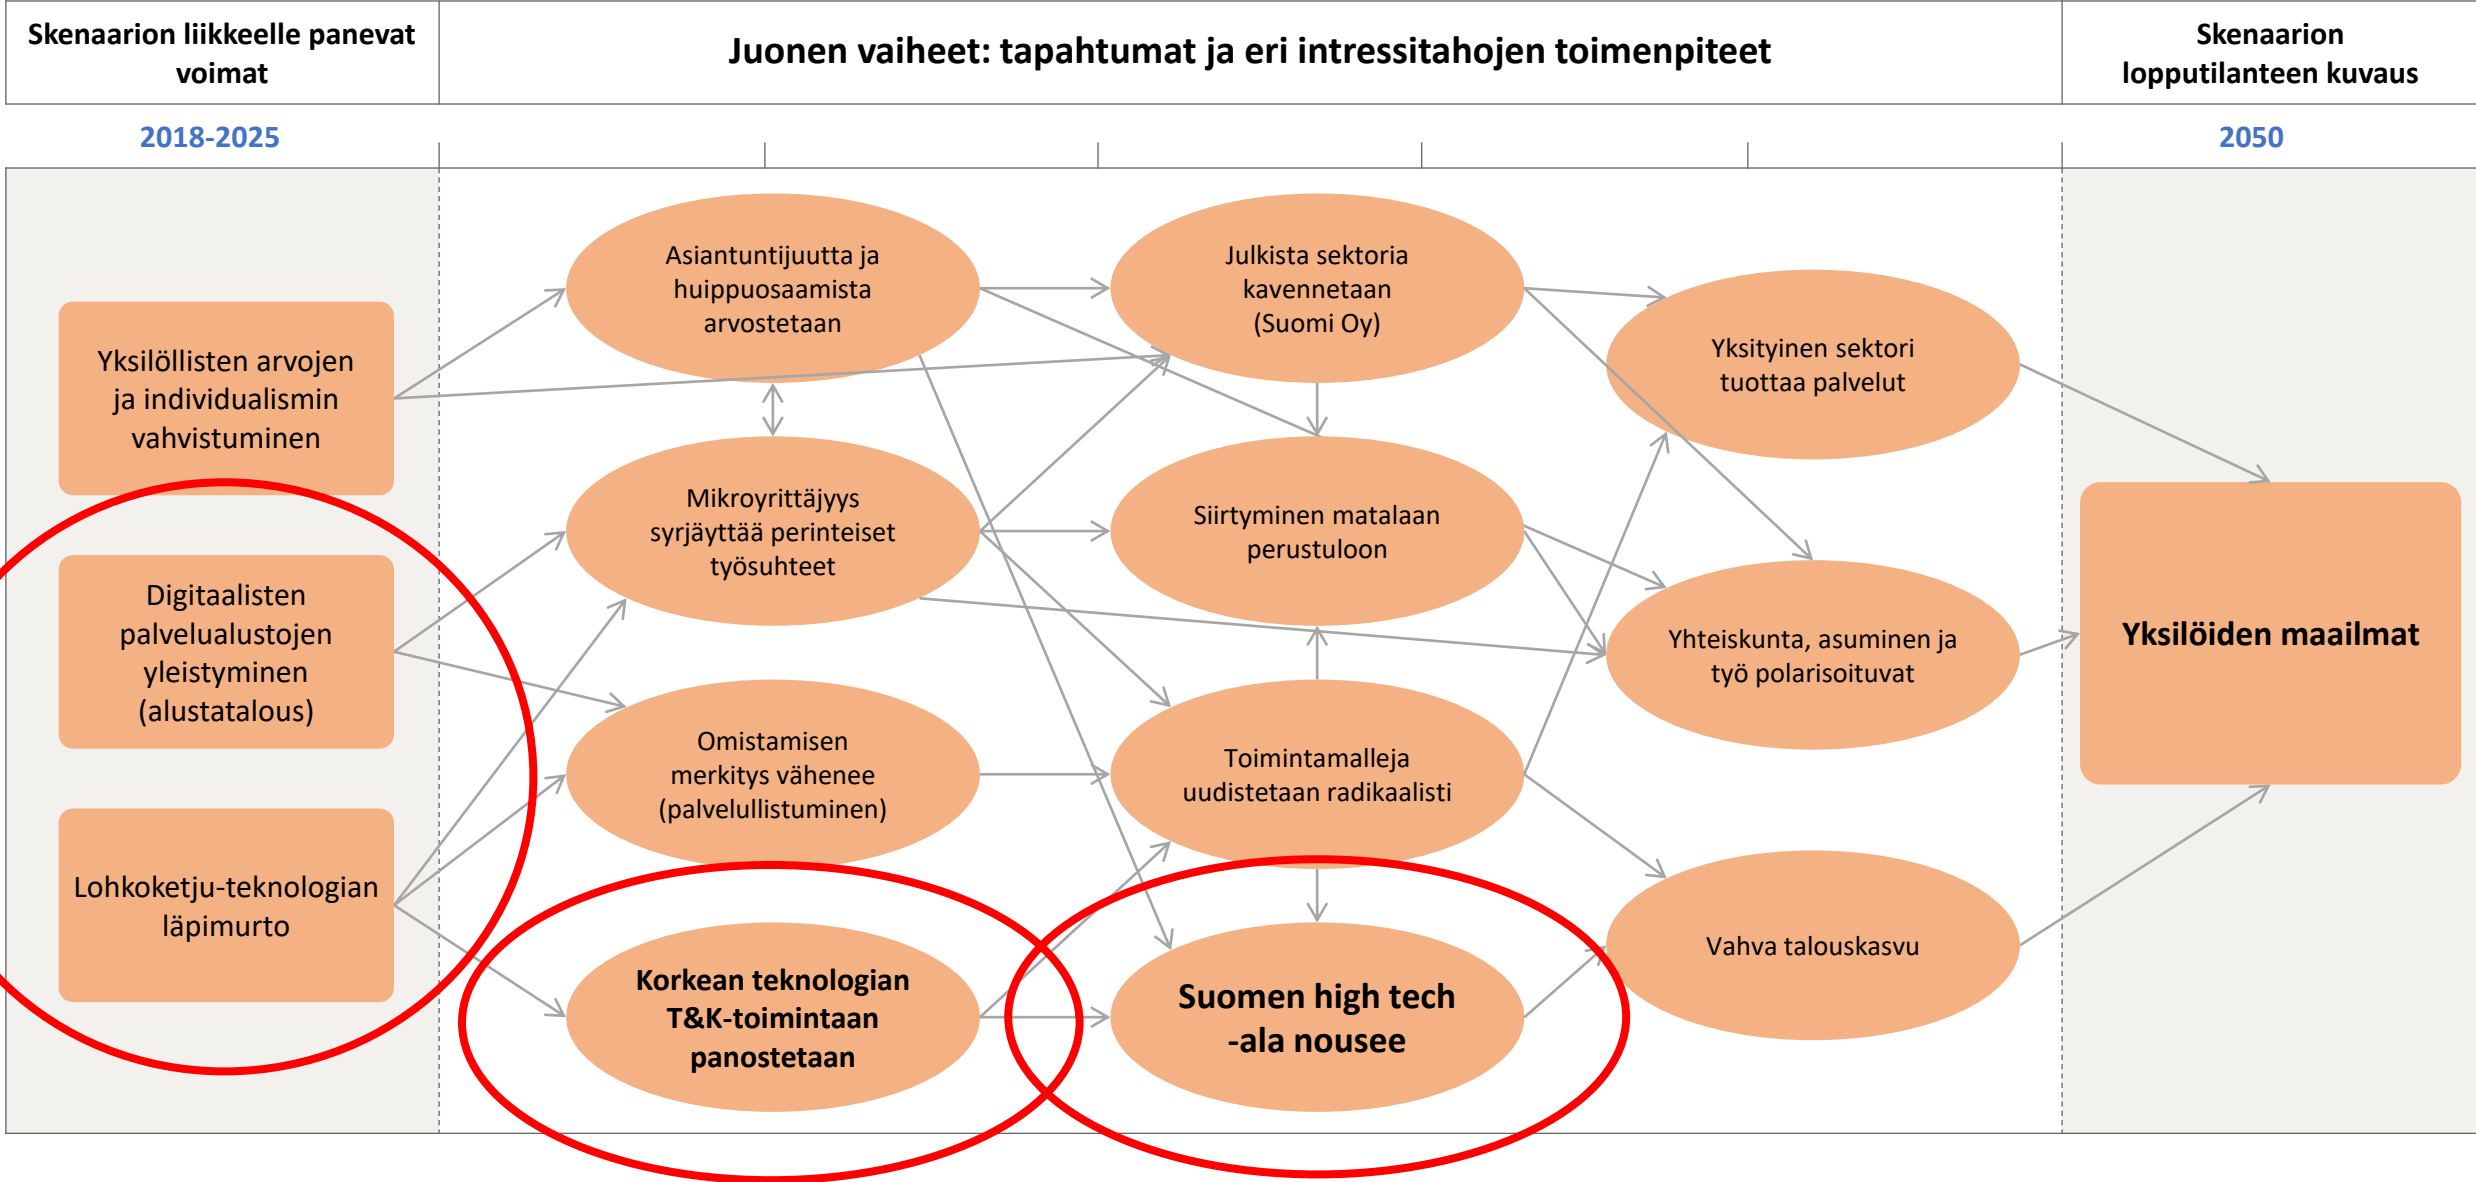 Skenaarion liikkeelle panevat
voimat
Juonen vaiheet: tapahtumat ja eri intressitahojen toimenpiteet
Skenaarion
lopputilanteen kuvaus
2018-2025
2050
Yksilöllisten arvojen
ja individualismin
vahvistuminen
Digitaalisten
palvelualustojen
yleistyminen
(alustatalous)
Lohkoketju-teknologian
läpimurto
Asiantuntijuutta ja
huippuosaamista
arvostetaan
Mikroyrittäjyys
syrjäyttää perinteiset
työsuhteet
Omistamisen
merkitys vähenee
(palvelullistuminen)
Korkean teknologian
T&K-toimintaan
panostetaan
Julkista sektoria
kavennetaan
(Suomi Oy)
Siirtyminen matalaan
perustuloon
Toimintamalleja
uudistetaan radikaalisti
Suomen high tech
-ala nousee
Yksityinen sektori
tuottaa palvelut
Yhteiskunta, asuminen ja
työ polarisoituvat
Vahva talouskasvu
Yksilöiden maailmat